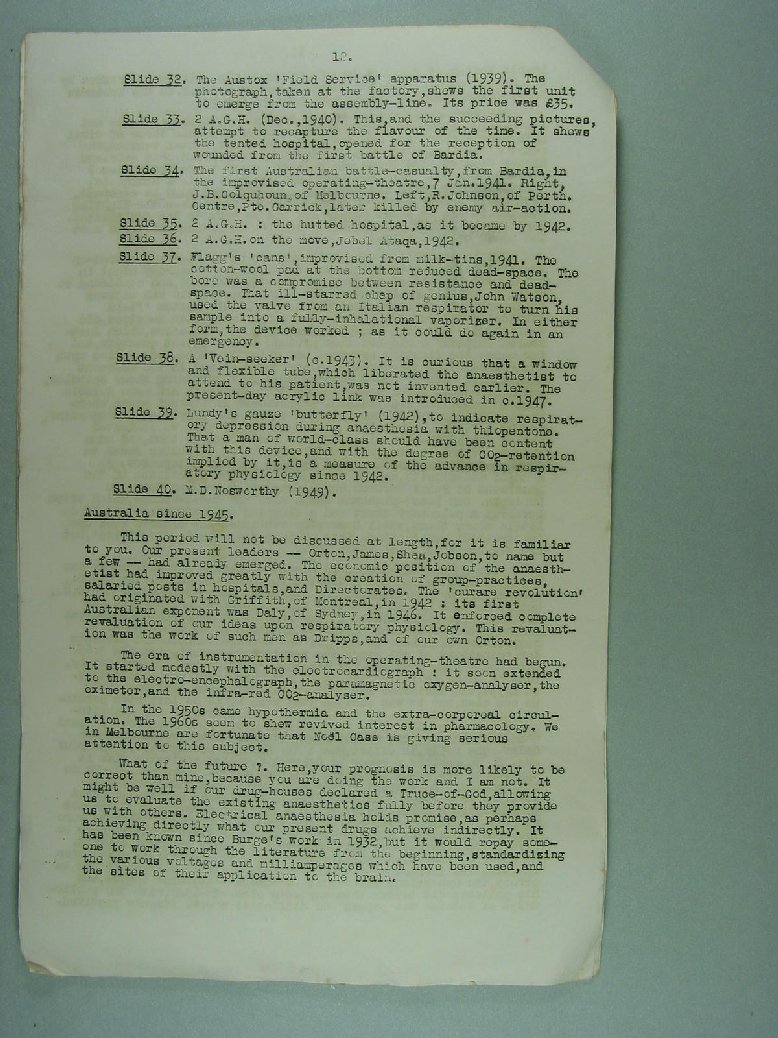 12.
Slide 32. The Austox 'Field Service' apparatus (1939). The
photograph,taken at the factory,shows the first unit
to emerge from the assembly-line. Its price was £35.
Slide 33. 2 A.G.H. (Dec.,1940). This,and the succeeding pictures,
attempt to recapture the flavour of the time. It shows
the tented hospital,opened for the reception of
wounded from the first battle of Bardia.
Slide 34. The first Australian battle-casualty,from Bardia,in
the improvised operating-theatre,7 Jan.1941. Right,
J.B.Colquhoun,of Melbourne. Left,R.Johnson,of Perth.
Centre,Pte.Carrick,later killed by enemy air-action.
Slide 35. 2 A.G.H. : the hutted hospital,as it became by 1942.
Slide 36. 2 A.G.H.on the move,Jebel Ataqa,1942.
Slide 37. Flagg's 'cans',improvised from milk-tins,1941. The
cotton-wool pad at the bottom reduced dead-space. The
bore was a compromise between resistance and dead-
space. That ill-starred chap of genius,John Watson,
used the valve from an Italian respirator to turn his
sample into a fully-inhalational vaporizer. In either
form,the device worked ; as it could do again in an
emergency.
Slide 38. A 'Vein-seeker' (c.1943). It is curious that a window
and flexible tube,which liberated the anaesthetist to
attend to his patient,was not invented earlier. The
present-day acrylic link was introduced in c.1947.
Slide 39. Lundy's gauze 'butterfly' (1942),to indicate respirat-
ory depression during anaesthesia with thiopentone.
That a man of world-class should have been content
with this device,and with the degree of CO2-retention
implied by it,is a measure of the advance in respir-
atory physiology since 1942.
Slide 40. M.D.Nosworthy (1949).
Australia since 1945.
This period will not be discussed at length,for it is familiar
to you. Our present leaders — Orton,James,Shea,Jobson,to name but
a few — had already emerged. The economic position of the anaesth-
etist had improved greatly with the creation of group-practices,
salaried posts in hospitals,and Directorates. The 'curare revolution'
had originated with Griffith,of Montreal,in 1942 : its first
Australian exponent was Daly,of Sydney,in 1946. It enforced complete
revaluation of our ideas upon respiratory physiology. This revaluat-
ion was the work of such men as Dripps,and of our own Orton.
The era of instrumentation in the operating-theatre had begun.
It started modestly with the electrocardiograph : it soon extended
to the electro-encephalograph,the paramagnetic oxygen-analyser,the
oximeter,and the infra-red CO2-analyser.
In the 1950s came hypothermia and the extra-corporeal circul-
ation. The 1960s seem to shew revived interest in pharmacology. We
in Melbourne are fortunate that Noël Cass is giving serious
attention to this subject.
What of the future ?. Here,your prognosis is more likely to be
correct than mine,because you are doing the work and I am not. It
might be well if our drug-houses declared a Truce-of-God,allowing
us to evaluate the existing anaesthetics fully before they provide
us with others. Electrical anaesthesia holds promise,as perhaps
achieving directly what our present drugs achieve indirectly. It
has been known since Burge's work in 1932,but it would repay some-
one to work through the literature from the beginning,standardizing
the various voltages and milliamperages which have been used,and
the sites of their application to the brain.